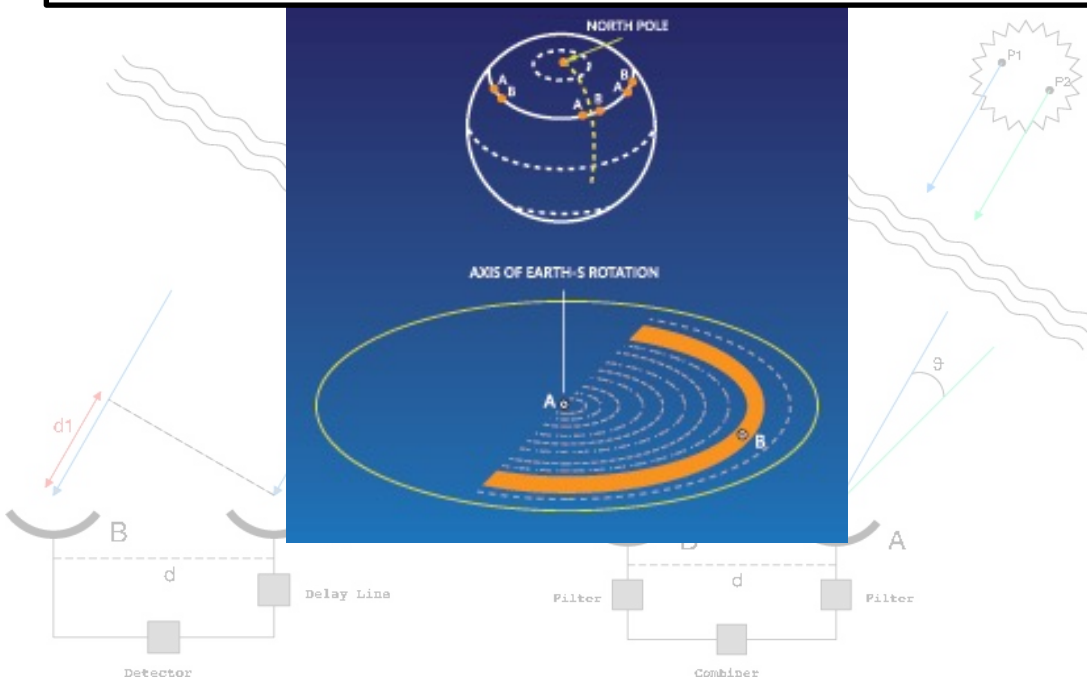 NORTH POLE
A
B
A
B
A
B
P1
P2
AXIS OF EARTH-S ROTATION
A
B
d1
ϑ
B
d
Delay Line
Detector
A
d
Filter
Filter
Combiner